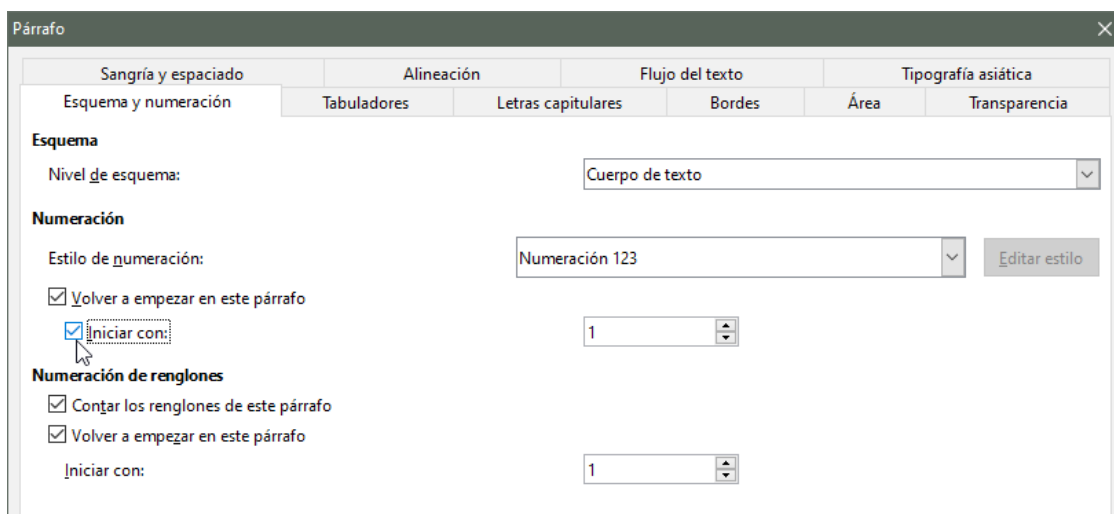 Párrafo
Sangría y espaciado Alineación Flujo del texto Tipografía asiática
Esquema y numeración Tabuladores Letras capitulares Bordes Área Transparencia
Esquema
Nivel de esquema: Cuerpo de texto
Numeración
Estilo de numeración: Numeración 123 Editar estilo
Volver a empezar en este párrafo
Iniciar con: 1
Numeración de renglones
Contar los renglones de este párrafo
Volver a empezar en este párrafo
Iniciar con: 1